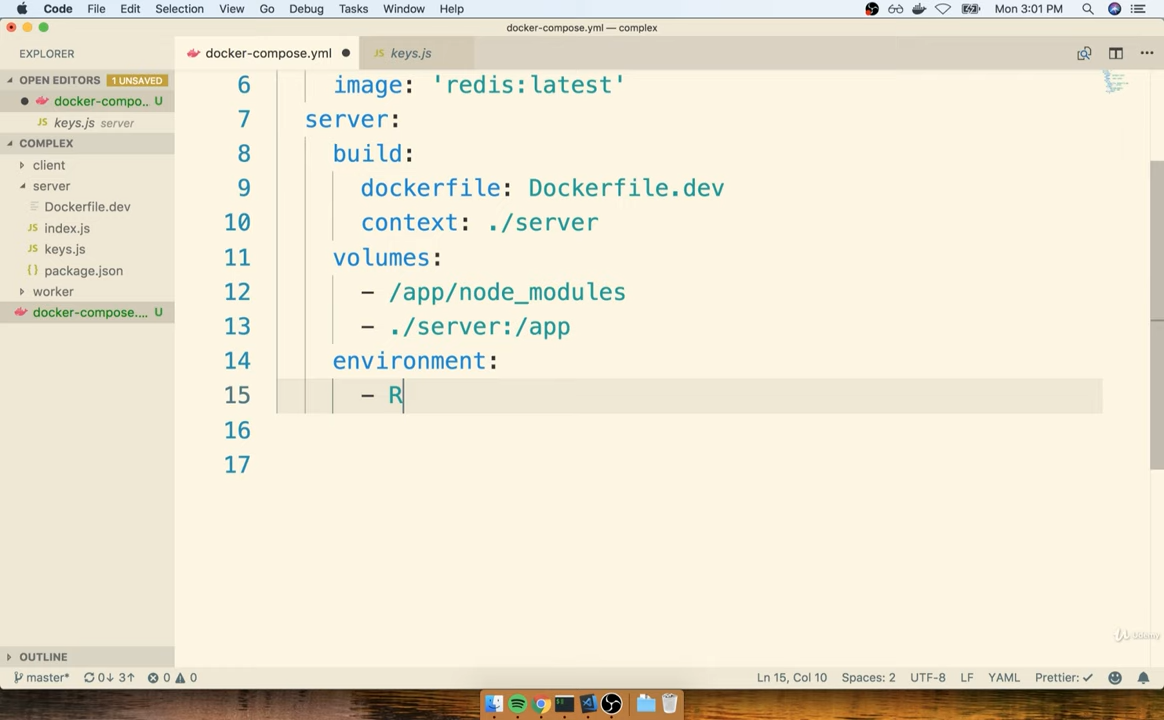 Code File Edit Selection View Go Debug Tasks Window Help Mon 3:01 PM
docker-compose.yml — complex
EXPLORER
docker-compose.yml
keys.js
OPEN EDITORS 1 UNSAVED
docker-compo.. U
keys.js server
COMPLEX
client
server
Dockerfile.dev
index.js
keys.js
package.json
worker
docker-compose.... U
6 image: 'redis:latest'
7 server:
8 build:
9 dockerfile: Dockerfile.dev
10 context: ./server
11 volumes:
12 - /app/node_modules
13 - ./server:/app
14 environment:
15 - R
16
17
Udemy
OUTLINE
master* 0↓ 3↑ 0 0 Ln 15, Col 10 Spaces: 2 UTF-8 LF YAML Prettier: ✓